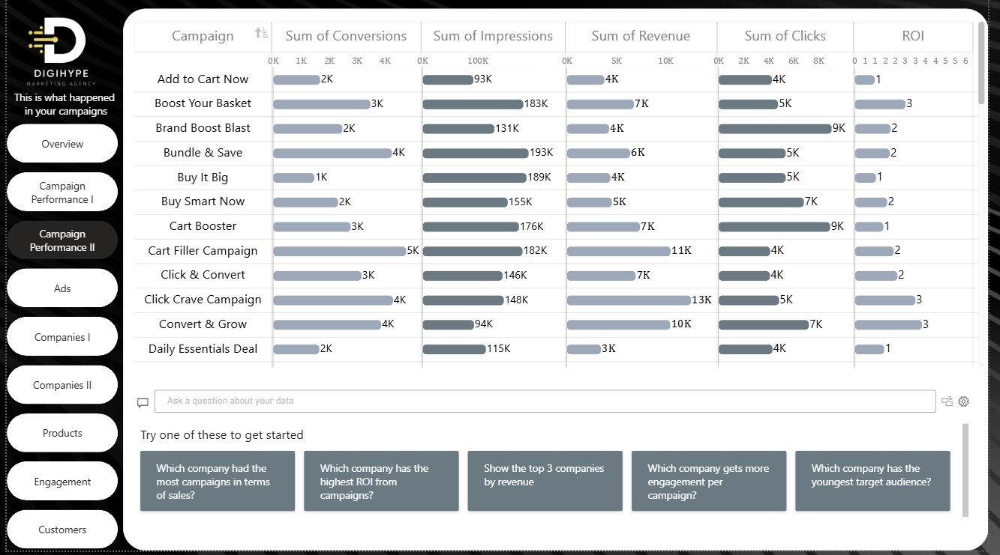 DIGIHYPE
MARKETING AGENCY
This is what happened
in your campaigns
Overview
Campaign
Performance I
Campaign
Performance II
Ads
Companies I
Companies II
Products
Engagement
Customers
Campaign Sum of Conversions Sum of Impressions Sum of Revenue Sum of Clicks ROI
0K 1K 2K 3K 4K 0K 100K 0K 5K 10K 0K 2K 4K 6K 8K 0 1 1 2 2 3 3 4 4 5 5 6
Add to Cart Now 2K 93K 4K 4K 1
Boost Your Basket 3K 183K 7K 5K 3
Brand Boost Blast 2K 131K 4K 9K 2
Bundle & Save 4K 193K 6K 5K 2
Buy It Big 1K 189K 4K 5K 1
Buy Smart Now 2K 155K 5K 7K 2
Cart Booster 3K 176K 7K 9K 1
Cart Filler Campaign 5K 182K 11K 4K 2
Click & Convert 3K 146K 7K 4K 2
Click Crave Campaign 4K 148K 13K 5K 3
Convert & Grow 4K 94K 10K 7K 3
Daily Essentials Deal 2K 115K 3K 4K 1
Ask a question about your data
Try one of these to get started
Which company had the
most campaigns in terms
of sales?
Which company has the
highest ROI from
campaigns?
Show the top 3 companies
by revenue
Which company gets more
engagement per
campaign?
Which company has the
youngest target audience?